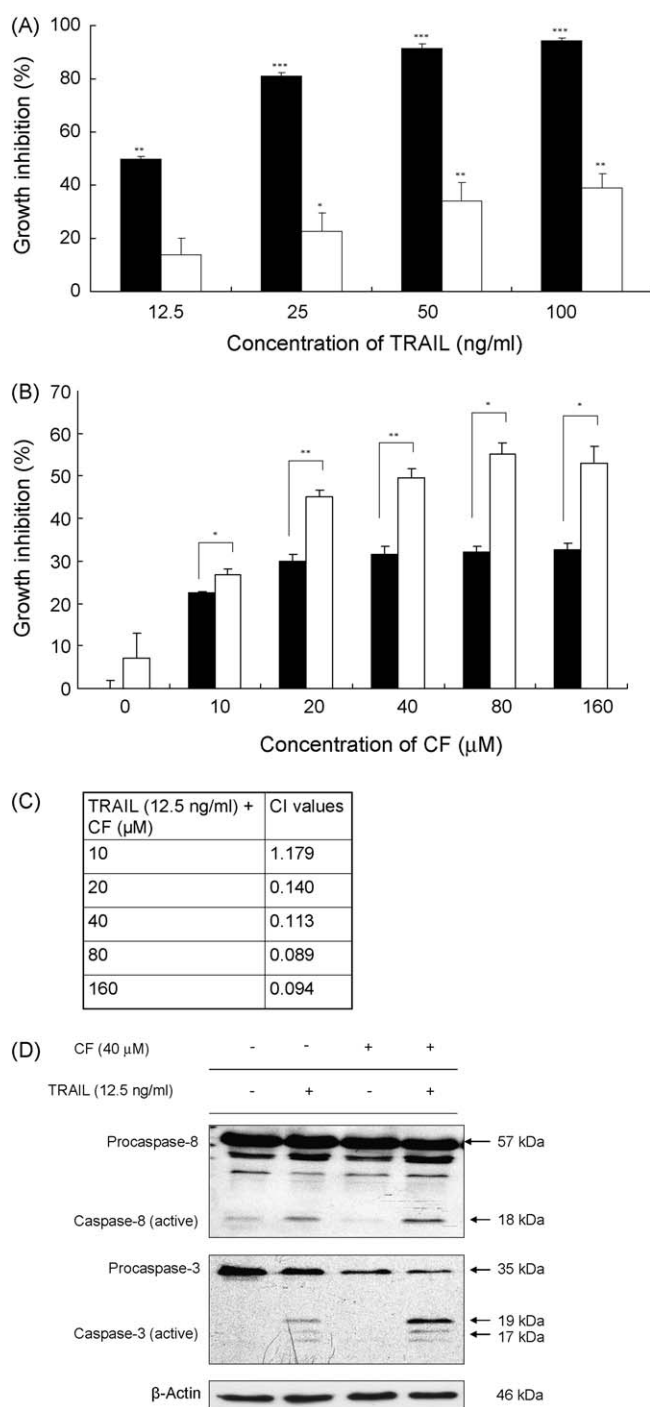 (A)
Growth inhibition (%)
100
80
60
40
20
0
** *** * *** ** *** **
12.5 25 50 100
Concentration of TRAIL (ng/ml)
(B)
Growth inhibition (%)
70
60
50
40
30
20
10
0
* ** ** * *
0 10 20 40 80 160
Concentration of CF (µM)
(C)
TRAIL (12.5 ng/ml) + CI values
CF (µM)
10 1.179
20 0.140
40 0.113
80 0.089
160 0.094
(D)
CF (40 µM) - - + +
TRAIL (12.5 ng/ml) - + - +
Procaspase-8 57 kDa
Caspase-8 (active) 18 kDa
Procaspase-3 35 kDa
19 kDa
Caspase-3 (active) 17 kDa
β-Actin 46 kDa